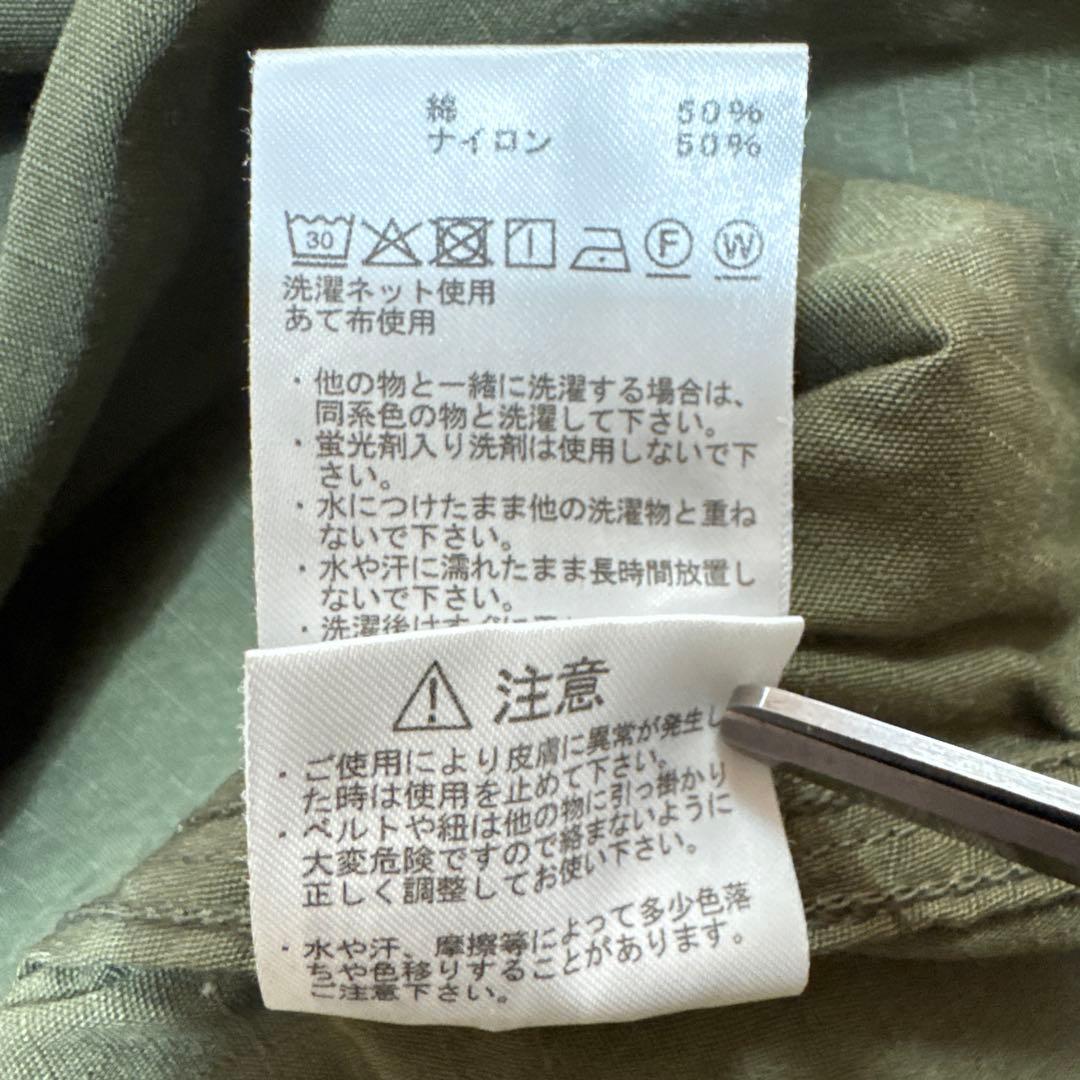 綿 50%
ナイロン 50%
30 F W
洗濯ネット使用
あて布使用
・他の物と一緒に洗濯する場合は、
同系色の物と洗濯して下さい。
・蛍光剤入り洗剤は使用しないで下
さい。
・水につけたまま他の洗濯物と重ね
ないで下さい。
・水や汗に濡れたまま長時間放置し
ないで下さい。
・洗濯後はすぐに
注意
・ご使用により皮膚に異常が発生し
た時は使用を止めて下さい。
・ベルトや紐は他の物に引っ掛かり
大変危険ですので絡まないように
正しく調整してお使い下さい。
・水や汗、摩擦等によって多少色落
ちや色移りすることがあります。
ご注意下さい。